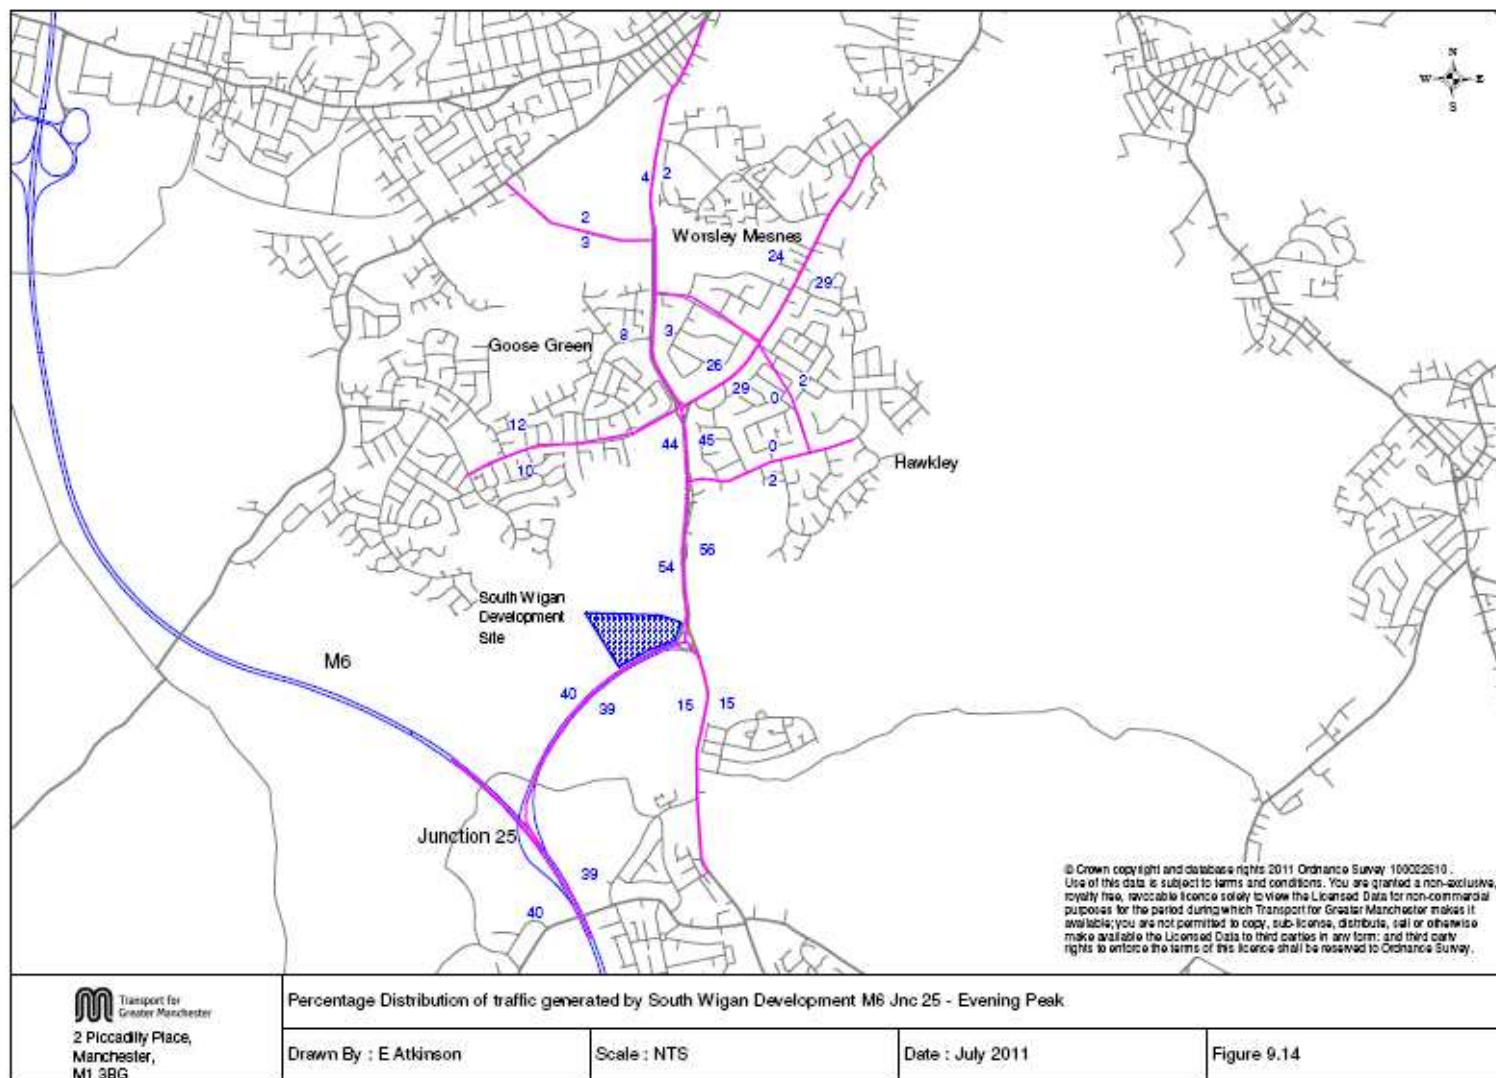 N
W E
S
4 2
2
3
Worsley Mesnes
24
29
8 3
Goose Green
26
29
2
0
12
10
44 45
0
2
Hawkley
56
54
South Wigan
Development
Site
M6
40
39
15 15
Junction 25
39
40
© Crown copyright and database rights 2011 Ordnance Survey 100022610 .
Use of this data is subject to terms and conditions. You are granted a non-exclusive,
royalty free, revocable licence solely to view the Licensed Data for non-commercial
purposes for the period during which Transport for Greater Manchester makes it
available; you are not permitted to copy, sub-license, distribute, sell or otherwise
make available the Licensed Data to third parties in any form; and third party
rights to enforce the terms of this licence shall be reserved to Ordnance Survey.
Transport for
Greater Manchester
2 Piccadilly Place,
Manchester,
M1 3BG
Percentage Distribution of traffic generated by South Wigan Development M6 Jnc 25 - Evening Peak
Drawn By : E Atkinson
Scale : NTS
Date : July 2011
Figure 9.14